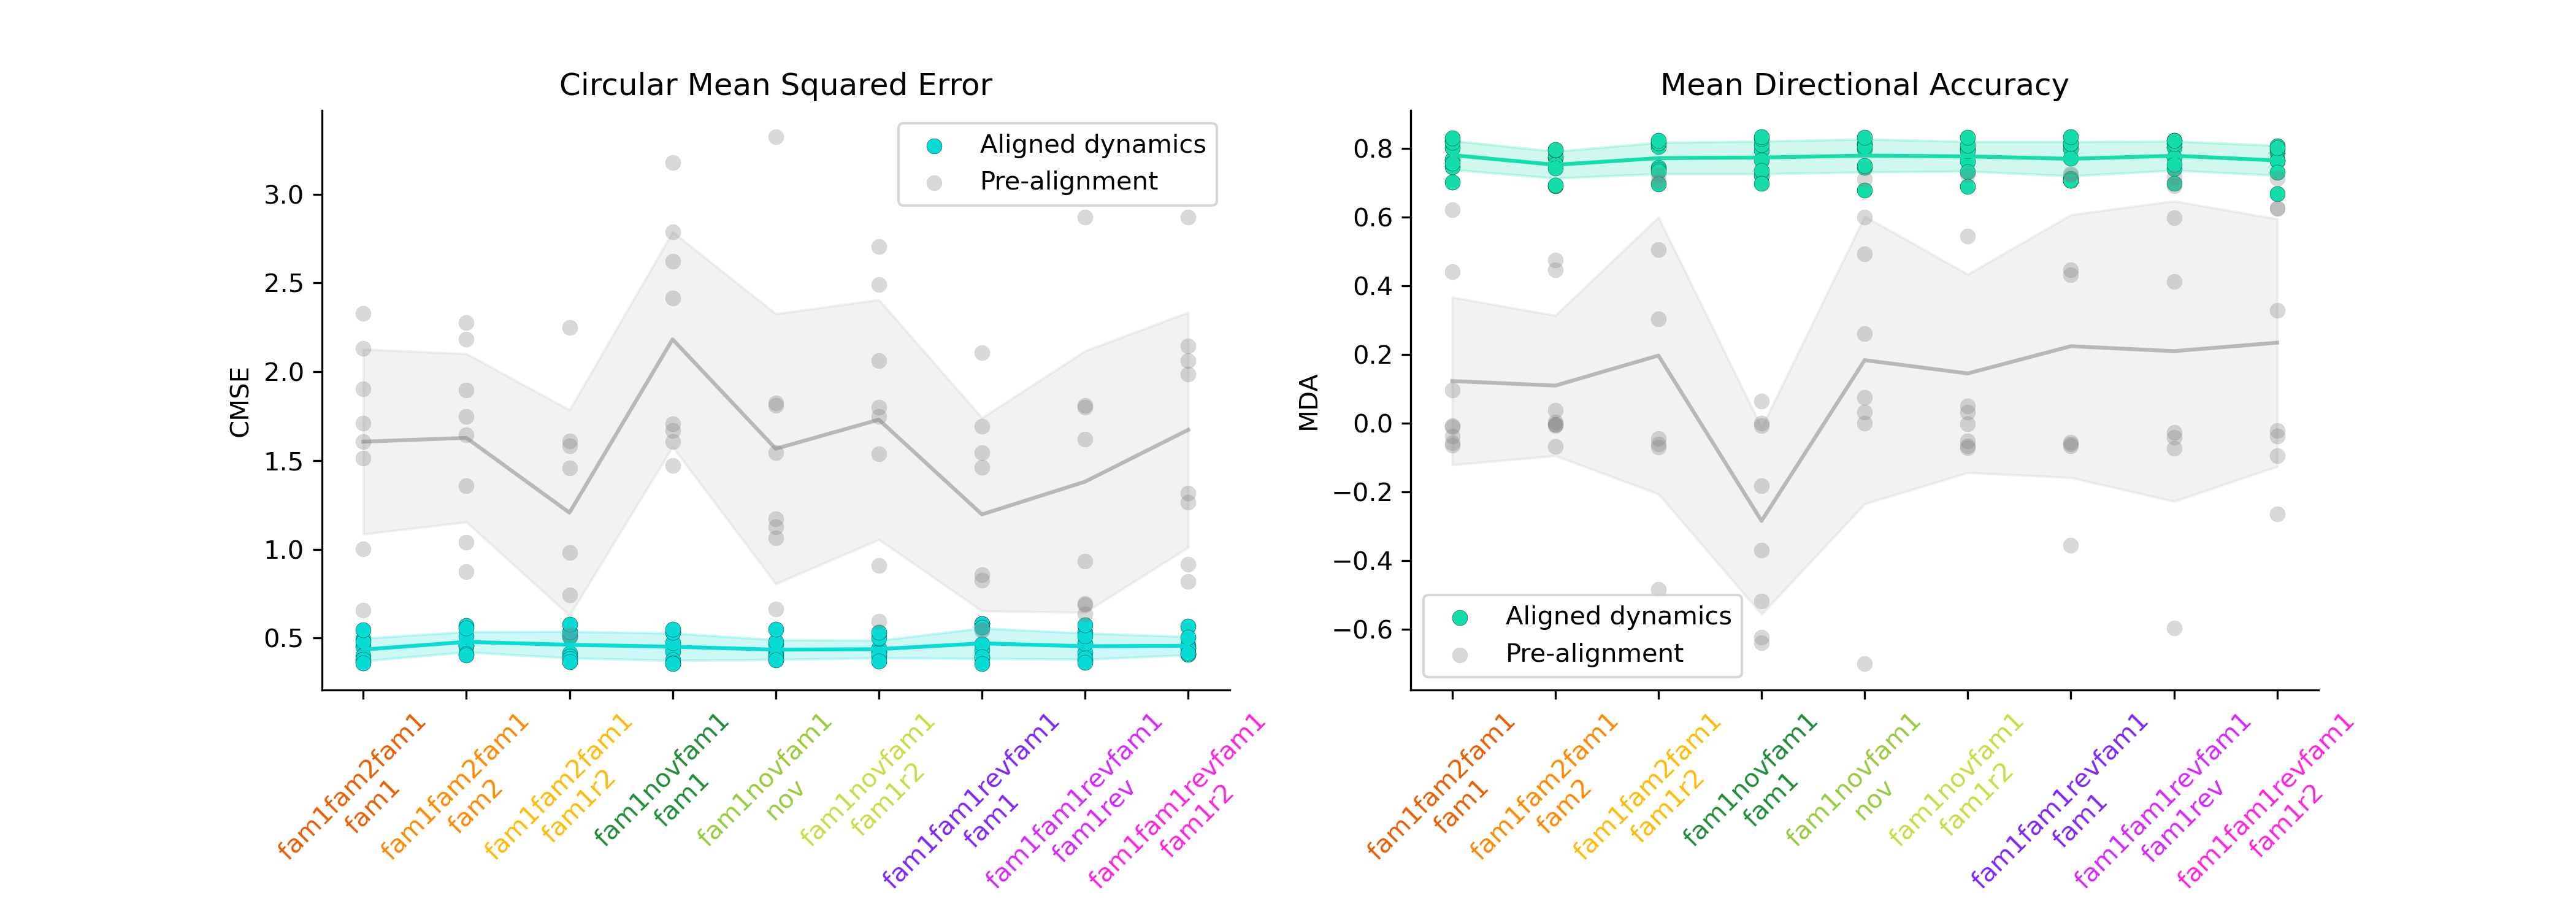 Circular Mean Squared Error
Aligned dynamics
Pre-alignment
CMSE
3.0
2.5
2.0
1.5
1.0
0.5
fam1fam2fam1
fam1
fam1fam2fam1
fam2
fam1fam2fam1
fam1r2
fam1novfam1
fam1
fam1novfam1
nov
fam1novfam1
fam1r2
fam1fam1revfam1
fam1
fam1fam1revfam1
fam1rev
fam1fam1revfam1
fam1r2
Mean Directional Accuracy
MDA
0.8
0.6
0.4
0.2
0.0
−0.2
−0.4
−0.6
Aligned dynamics
Pre-alignment
fam1fam2fam1
fam1
fam1fam2fam1
fam2
fam1fam2fam1
fam1r2
fam1novfam1
fam1
fam1novfam1
nov
fam1novfam1
fam1r2
fam1fam1revfam1
fam1
fam1fam1revfam1
fam1rev
fam1fam1revfam1
fam1r2